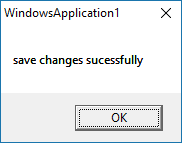 WindowsApplication1
save changes sucessfully
OK